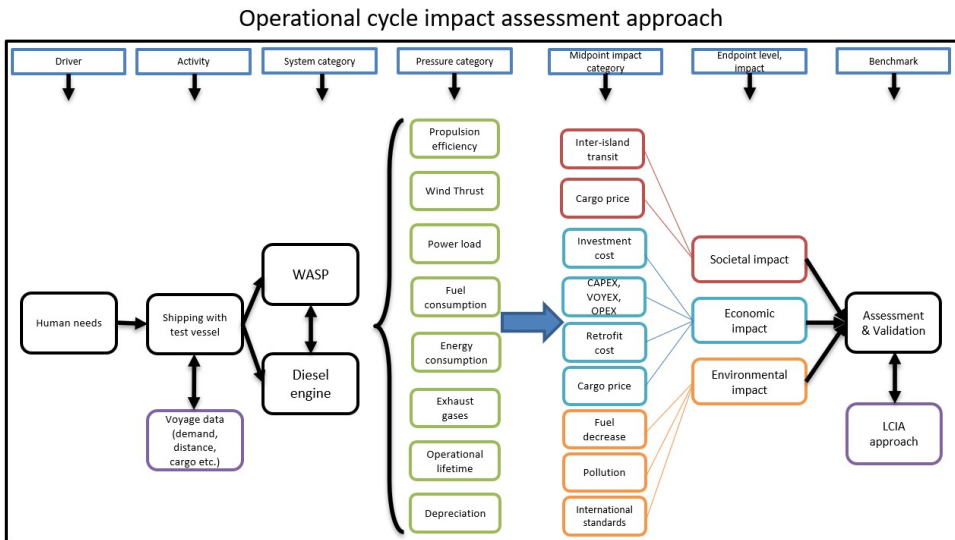 Operational cycle impact assessment approach
Driver
Activity
System category
Pressure category
Midpoint impact
category
Endpoint level,
impact
Benchmark
Human needs
Shipping with
test vessel
Voyage data
(demand,
distance,
cargo etc.)
WASP
Diesel
engine
Propulsion
efficiency
Wind Thrust
Power load
Fuel
consumption
Energy
consumption
Exhaust
gases
Operational
lifetime
Depreciation
Inter-island
transit
Cargo price
Investment
cost
CAPEX,
VOYEX,
OPEX
Retrofit
cost
Cargo price
Fuel
decrease
Pollution
International
standards
Societal impact
Economic
impact
Environmental
impact
Assessment
& Validation
LCIA
approach